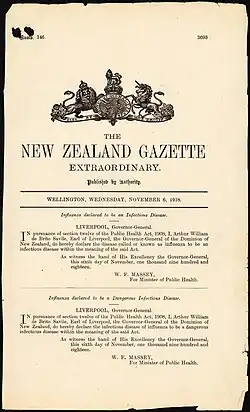 Numb. 146.
3693
THE
NEW ZEALAND GAZETTE
EXTRAORDINARY.
Published by Authority.
WELLINGTON, WEDNESDAY, NOVEMBER 6, 1918.
Influenza declared to be an Infectious Disease.
LIVERPOOL, Governor-General.
IN pursuance of section twelve of the Public Health Act, 1908, I, Arthur William
de Brito Savile, Earl of Liverpool, the Governor-General of the Dominion
of New Zealand, do hereby declare the disease called or known as influenza to be an
infectious disease within the meaning of the said Act.
As witness the hand of His Excellency the Governor-General,
this sixth day of November, one thousand nine hundred and
eighteen.
W. F. MASSEY,
For Minister of Public Health.
Influenza declared to be a Dangerous Infectious Disease.
LIVERPOOL, Governor-General.
IN pursuance of section twelve of the Public Health Act, 1908, I, Arthur William
de Brito Savile, Earl of Liverpool, the Governor-General of the Dominion of
New Zealand, do hereby declare the infectious disease of influenza to be a dangerous
infectious disease within the meaning of the said Act.
As witness the hand of His Excellency the Governor-General,
this sixth day of November, one thousand nine hundred and
eighteen.
W. F. MASSEY,
For Minister of Public Health.